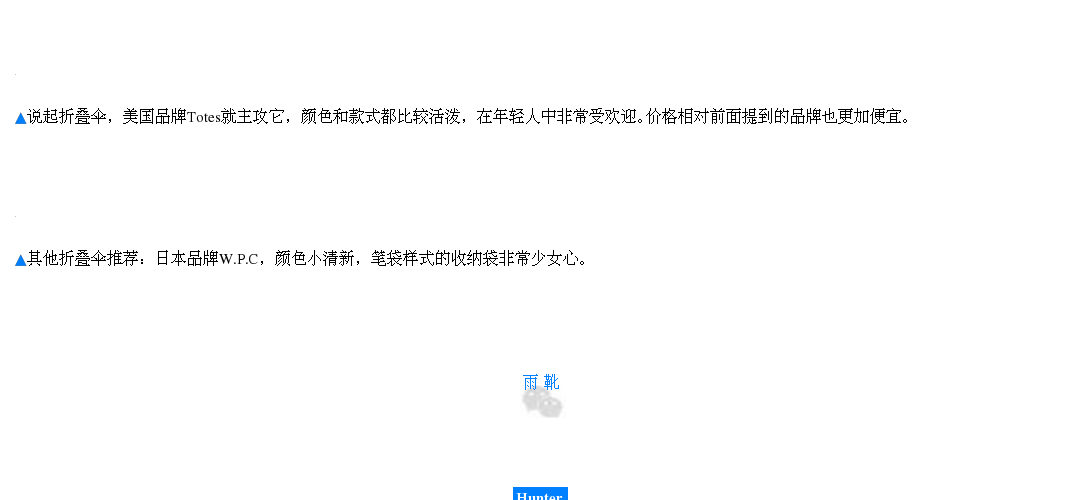 ▲说起折叠伞，美国品牌Totes就主攻它，颜色和款式都比较活泼，在年轻人中非常受欢迎。价格相对前面提到的品牌也更加便宜。
▲其他折叠伞推荐：日本品牌W.P.C，颜色小清新，笔袋样式的收纳袋非常少女心。
雨 靴
Hunter